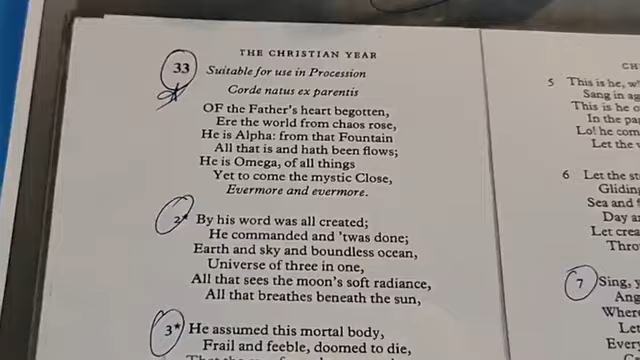 THE CHRISTIAN YEAR
33 Suitable for use in Procession
Corde natus ex parentis
OF the Father's heart begotten,
Ere the world from chaos rose,
He is Alpha: from that Fountain
All that is and hath been flows;
He is Omega, of all things
Yet to come the mystic Close,
Evermore and evermore.
2* By his word was all created;
He commanded and 'twas done;
Earth and sky and boundless ocean,
Universe of three in one,
All that sees the moon's soft radiance,
All that breathes beneath the sun,
3* He assumed this mortal body,
Frail and feeble, doomed to die,
5 This is he,
Sang in
This is he
In the
Lo! he
Let the
6 Let the
Sea and
Day
Let
7 Sing,
Let